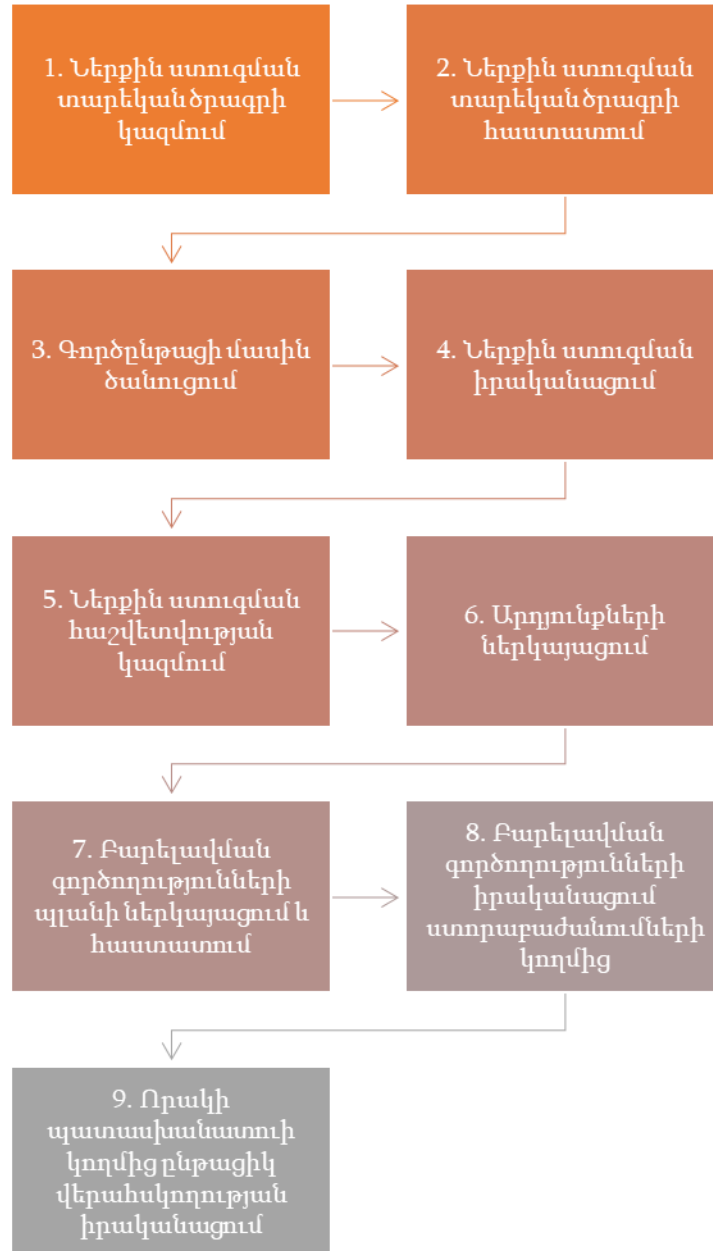 1. Ներքին ստուգման
տարեկան ծրագրի
կազմում
2. Ներքին ստուգման
տարեկան ծրագրի
հաստատում
3. Գործընթացի մասին
ծանուցում
4. Ներքին ստուգման
իրականացում
5. Ներքին ստուգման
հաշվետվության
կազմում
6. Արդյունքների
ներկայացում
7. Բարելավման
գործողությունների
պլանի ներկայացում և
հաստատում
8. Բարելավման
գործողությունների
իրականացում
ստորաբաժանումների
կողմից
9. Որակի
պատասխանատուի
կողմից ընթացիկ
վերահսկողության
իրականացում